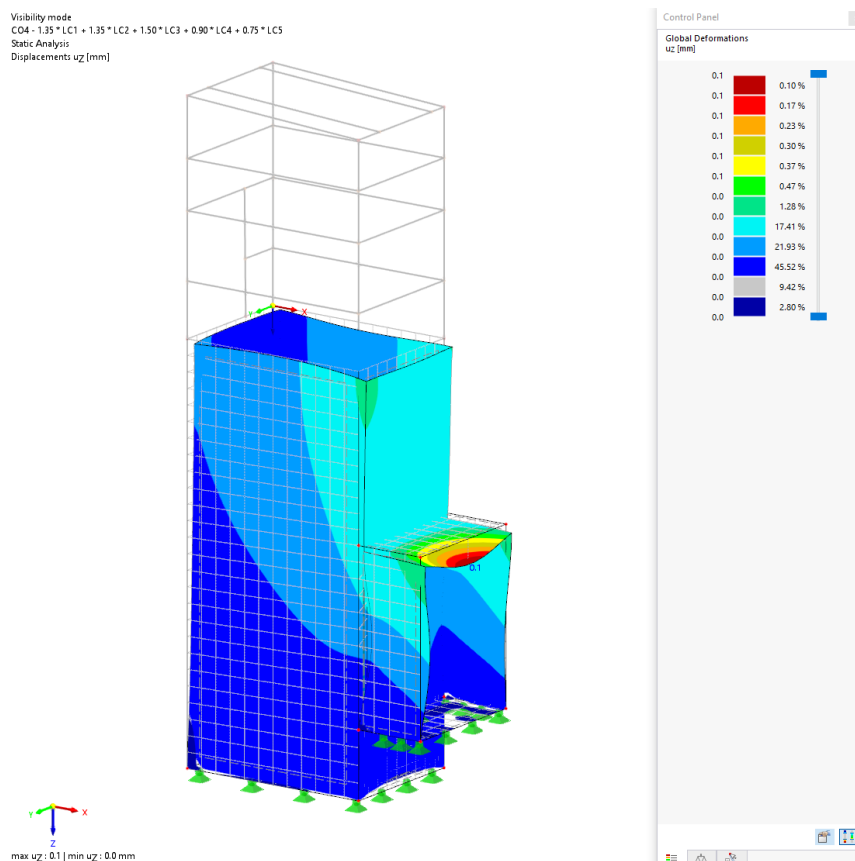 Visibility mode
CO4 - 1.35 * LC1 + 1.35 * LC2 + 1.50 * LC3 + 0.90 * LC4 + 0.75 * LC5
Static Analysis
Displacements uZ [mm]
Control Panel
Global Deformations
uZ [mm]
0.1
0.10 %
0.1
0.17 %
0.1
0.23 %
0.1
0.30 %
0.1
0.37 %
0.1
0.47 %
0.0
1.28 %
0.0
17.41 %
0.0
21.93 %
0.0
45.52 %
0.0
9.42 %
0.0
2.80 %
0.0
Y
X
0.1
Y
X
Z
max uZ : 0.1 | min uZ : 0.0 mm